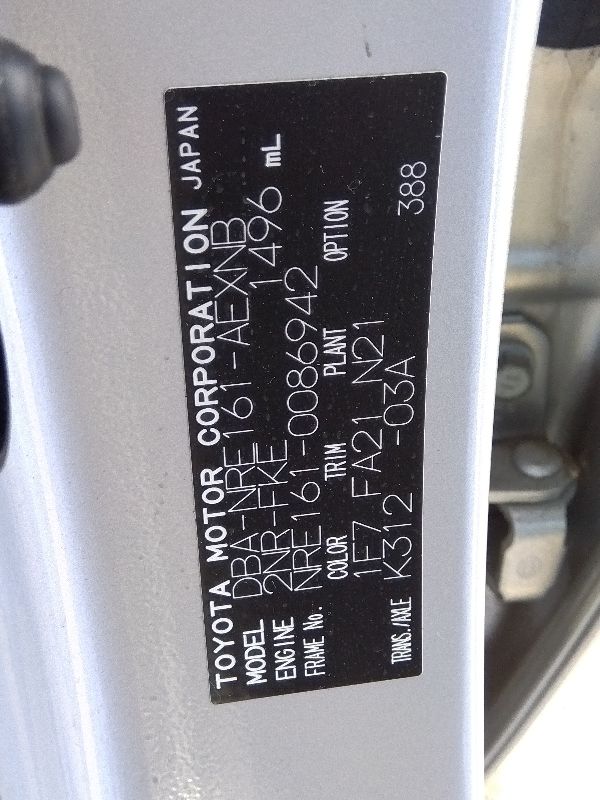 TOYOTA MOTOR CORPORATION JAPAN
MODEL DBA-NRE161-AEXNB
ENGINE 2NR-FKE 1496 mL
FRAME No. NRE161-0086942
COLOR TRIM PLANT OPTION
1F7 FA21 N21
TRANS./AXLE K312 -03A 388